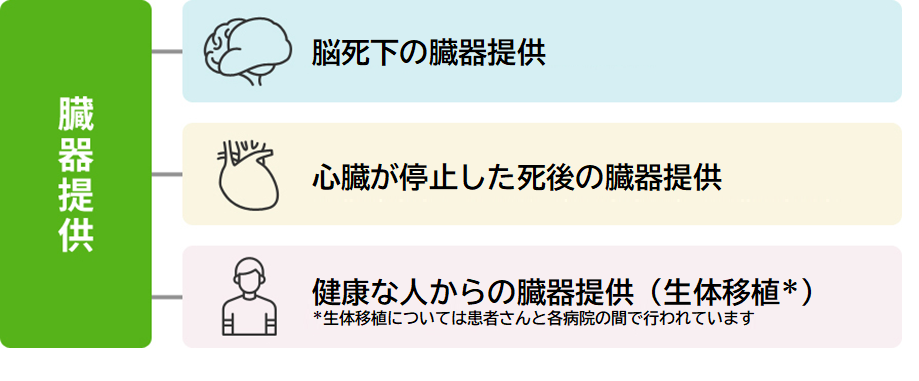 臓器提供
脳死下の臓器提供
心臓が停止した死後の臓器提供
健康な人からの臓器提供（生体移植*）
*生体移植については患者さんと各病院の間で行われています